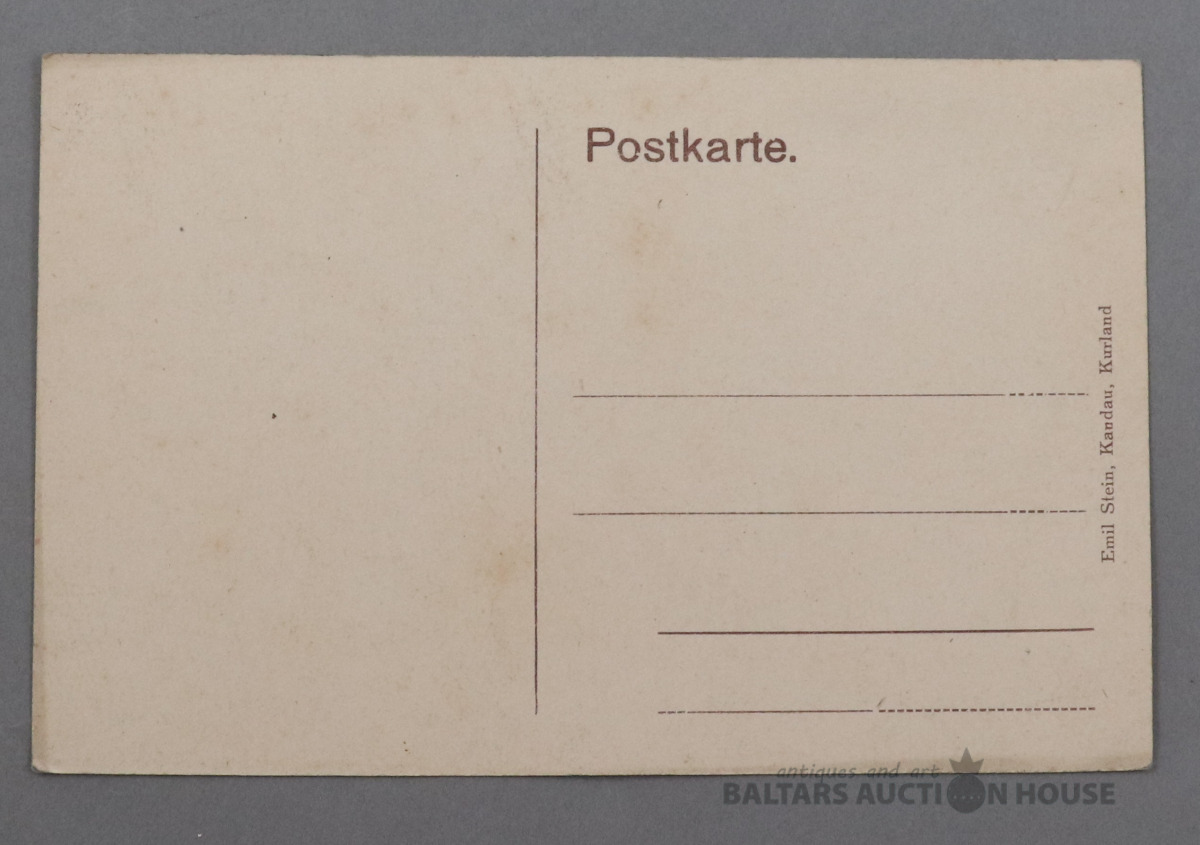 Postkarte.
Emil Stein, Kandau, Kurland
antiques and art
BALTARS AUCTION HOUSE